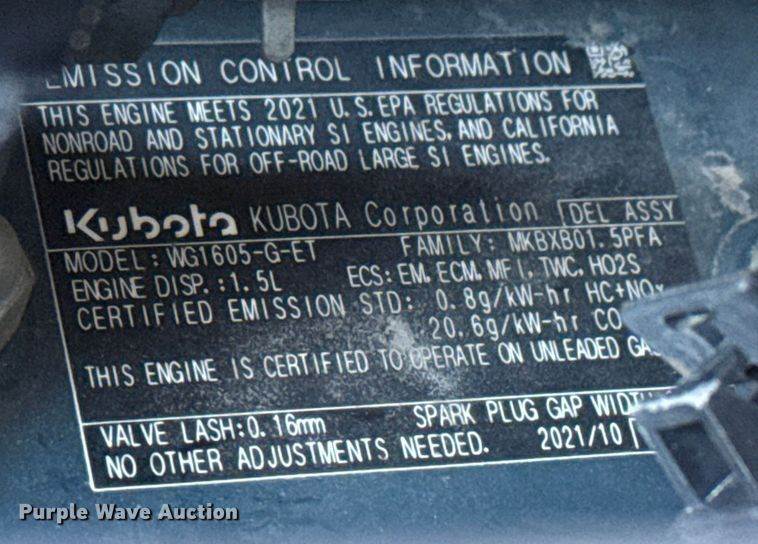 EMISSION CONTROL INFORMATION
THIS ENGINE MEETS 2021 U.S.EPA REGULATIONS FOR
NONROAD AND STATIONARY SI ENGINES, AND CALIFORNIA
REGULATIONS FOR OFF-ROAD LARGE SI ENGINES.
Kubota KUBOTA Corporation DEL ASSY
MODEL: WG1605-G-ET FAMILY: MKBXB01.5PFA
ENGINE DISP.:1.5L ECS: EM, ECM, MFI, TWC, HO2S
CERTIFIED EMISSION STD: 0.8g/kW-hr HC+NOx
20.6g/kW-hr CO
THIS ENGINE IS CERTIFIED TO OPERATE ON UNLEADED
VALVE LASH:0.16mm SPARK PLUG GAP WIDTH
NO OTHER ADJUSTMENTS NEEDED. 2021/10
Purple Wave Auction